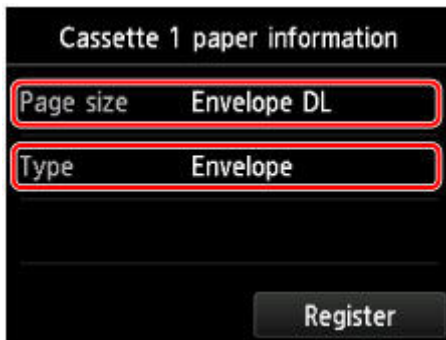 Cassette 1 paper information
Page size Envelope DL
Type Envelope
Register